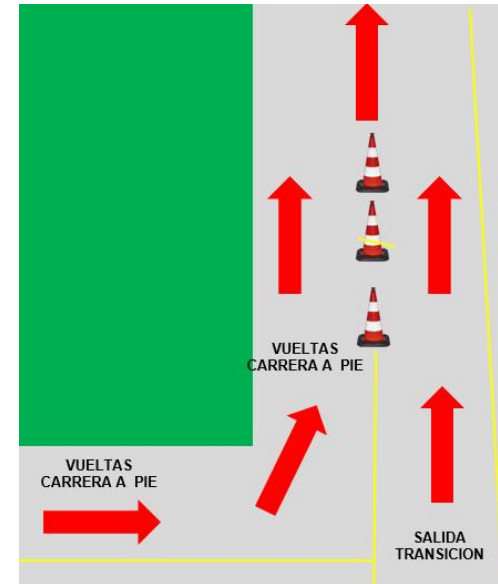 VUELTAS
CARRERA A PIE
VUELTAS
CARRERA A PIE
SALIDA
TRANSICION